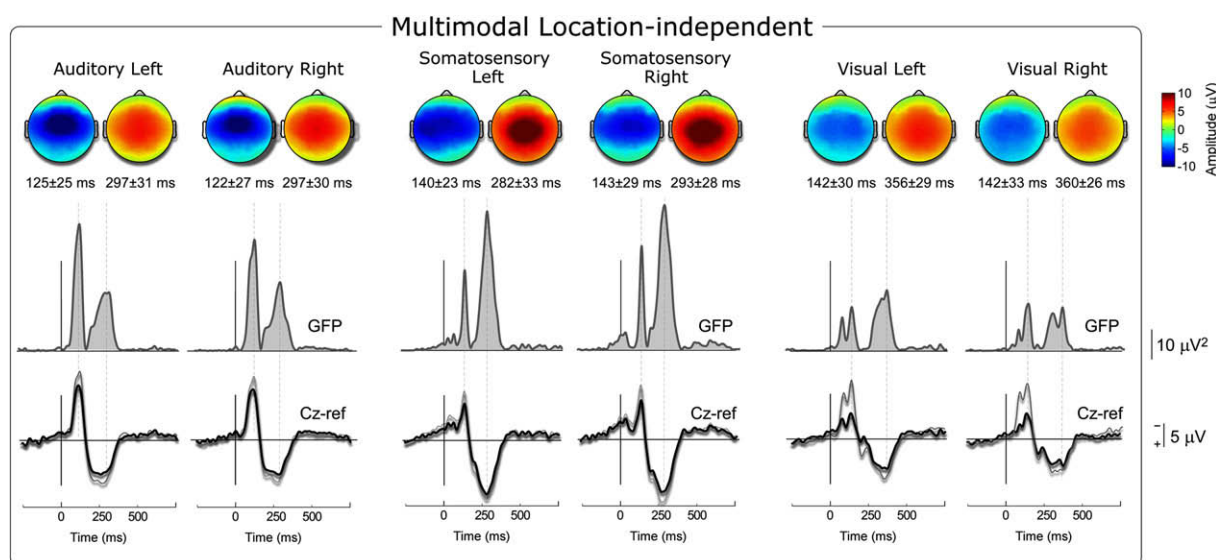 Multimodal Location-independent
Auditory Left
Auditory Right
Somatosensory
Left
Somatosensory
Right
Visual Left
Visual Right
125±25 ms
297±31 ms
122±27 ms
297±30 ms
140±23 ms
282±33 ms
143±29 ms
293±28 ms
142±30 ms
356±29 ms
142±33 ms
360±26 ms
10
5
0
-5
-10
Amplitude (μV)
GFP
GFP
GFP
10 μV²
Cz-ref
Cz-ref
Cz-ref
−
+
5 μV
0 250 500
0 250 500
0 250 500
0 250 500
0 250 500
0 250 500
Time (ms)
Time (ms)
Time (ms)
Time (ms)
Time (ms)
Time (ms)